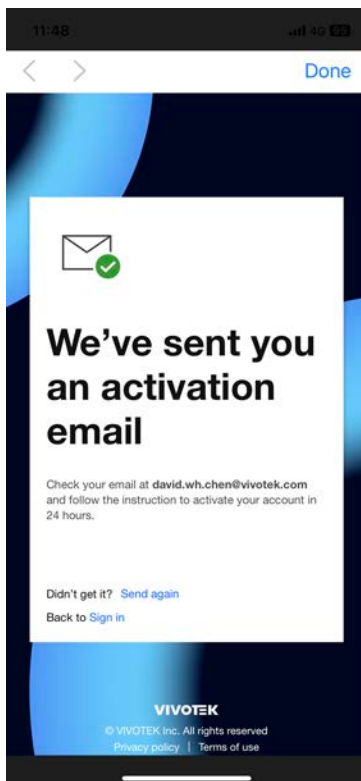 11:48
4G 95
Done
We've sent you
an activation
email
Check your email at david.wh.chen@vivotek.com
and follow the instruction to activate your account in
24 hours.
Didn't get it? Send again
Back to Sign in
VIVOTEK
© VIVOTEK Inc. All rights reserved
Privacy policy | Terms of use